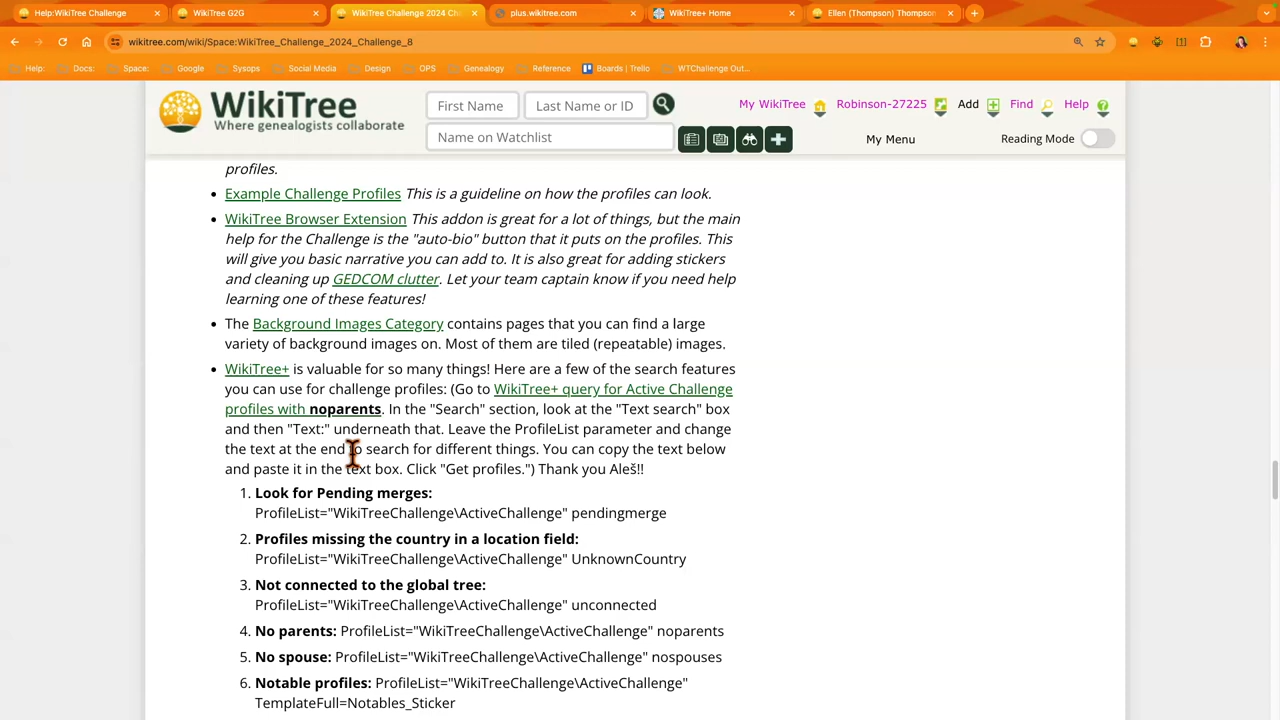 Help:WikiTree Challenge
WikiTree G2G
WikiTree Challenge 2024 Cha
plus.wikitree.com
WikiTree+ Home
Ellen (Thompson) Thompson
wikitree.com/wiki/Space:WikiTree_Challenge_2024_Challenge_8
Help:
Docs:
Space:
Google
Sysops
Social Media
Design
OPS
Genealogy
Reference
Boards | Trello
WTChallenge Out...
WikiTree
Where genealogists collaborate
First Name
Last Name or ID
My WikiTree
Robinson-27225
Add
Find
Help
Name on Watchlist
My Menu
Reading Mode
profiles.
Example Challenge Profiles This is a guideline on how the profiles can look.
WikiTree Browser Extension This addon is great for a lot of things, but the main
help for the Challenge is the "auto-bio" button that it puts on the profiles. This
will give you basic narrative you can add to. It is also great for adding stickers
and cleaning up GEDCOM clutter. Let your team captain know if you need help
learning one of these features!
The Background Images Category contains pages that you can find a large
variety of background images on. Most of them are tiled (repeatable) images.
WikiTree+ is valuable for so many things! Here are a few of the search features
you can use for challenge profiles: (Go to WikiTree+ query for Active Challenge
profiles with noparents. In the "Search" section, look at the "Text search" box
and then "Text:" underneath that. Leave the ProfileList parameter and change
the text at the end to search for different things. You can copy the text below
and paste it in the text box. Click "Get profiles.") Thank you Aleš!!
1. Look for Pending merges:
ProfileList="WikiTreeChallenge\ActiveChallenge" pendingmerge
2. Profiles missing the country in a location field:
ProfileList="WikiTreeChallenge\ActiveChallenge" UnknownCountry
3. Not connected to the global tree:
ProfileList="WikiTreeChallenge\ActiveChallenge" unconnected
4. No parents: ProfileList="WikiTreeChallenge\ActiveChallenge" noparents
5. No spouse: ProfileList="WikiTreeChallenge\ActiveChallenge" nospouses
6. Notable profiles: ProfileList="WikiTreeChallenge\ActiveChallenge"
TemplateFull=Notables_Sticker